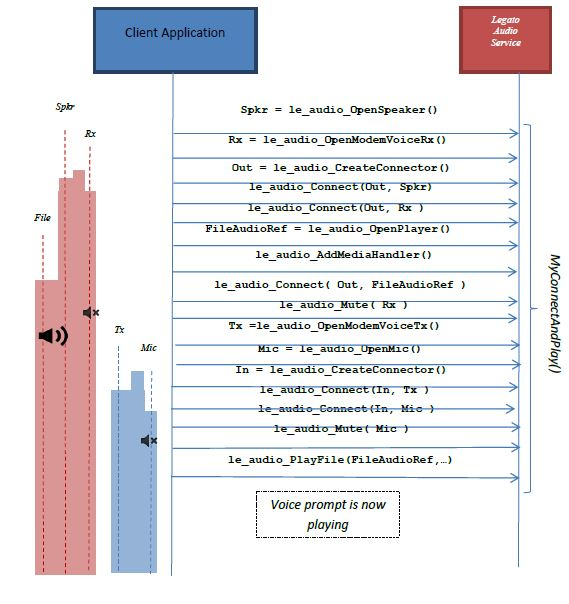 Client Application
Legato
Audio
Service
Spkr = le_audio_OpenSpeaker()
Spkr
Rx
Rx = le_audio_OpenModemVoiceRx()
Out = le_audio_CreateConnector()
le_audio_Connect(Out, Spkr)
le_audio_Connect(Out, Rx )
File
FileAudioRef = le_audio_OpenPlayer()
le_audio_AddMediaHandler()
le_audio_Connect( Out, FileAudioRef )
le_audio_Mute( Rx )
MyConnectAndPlay()
Tx
Tx =le_audio_OpenModemVoiceTx()
Mic
Mic = le_audio_OpenMic()
In = le_audio_CreateConnector()
le_audio_Connect(In, Tx )
le_audio_Connect(In, Mic )
le_audio_Mute( Mic )
le_audio_PlayFile(FileAudioRef,…)
Voice prompt is now
playing